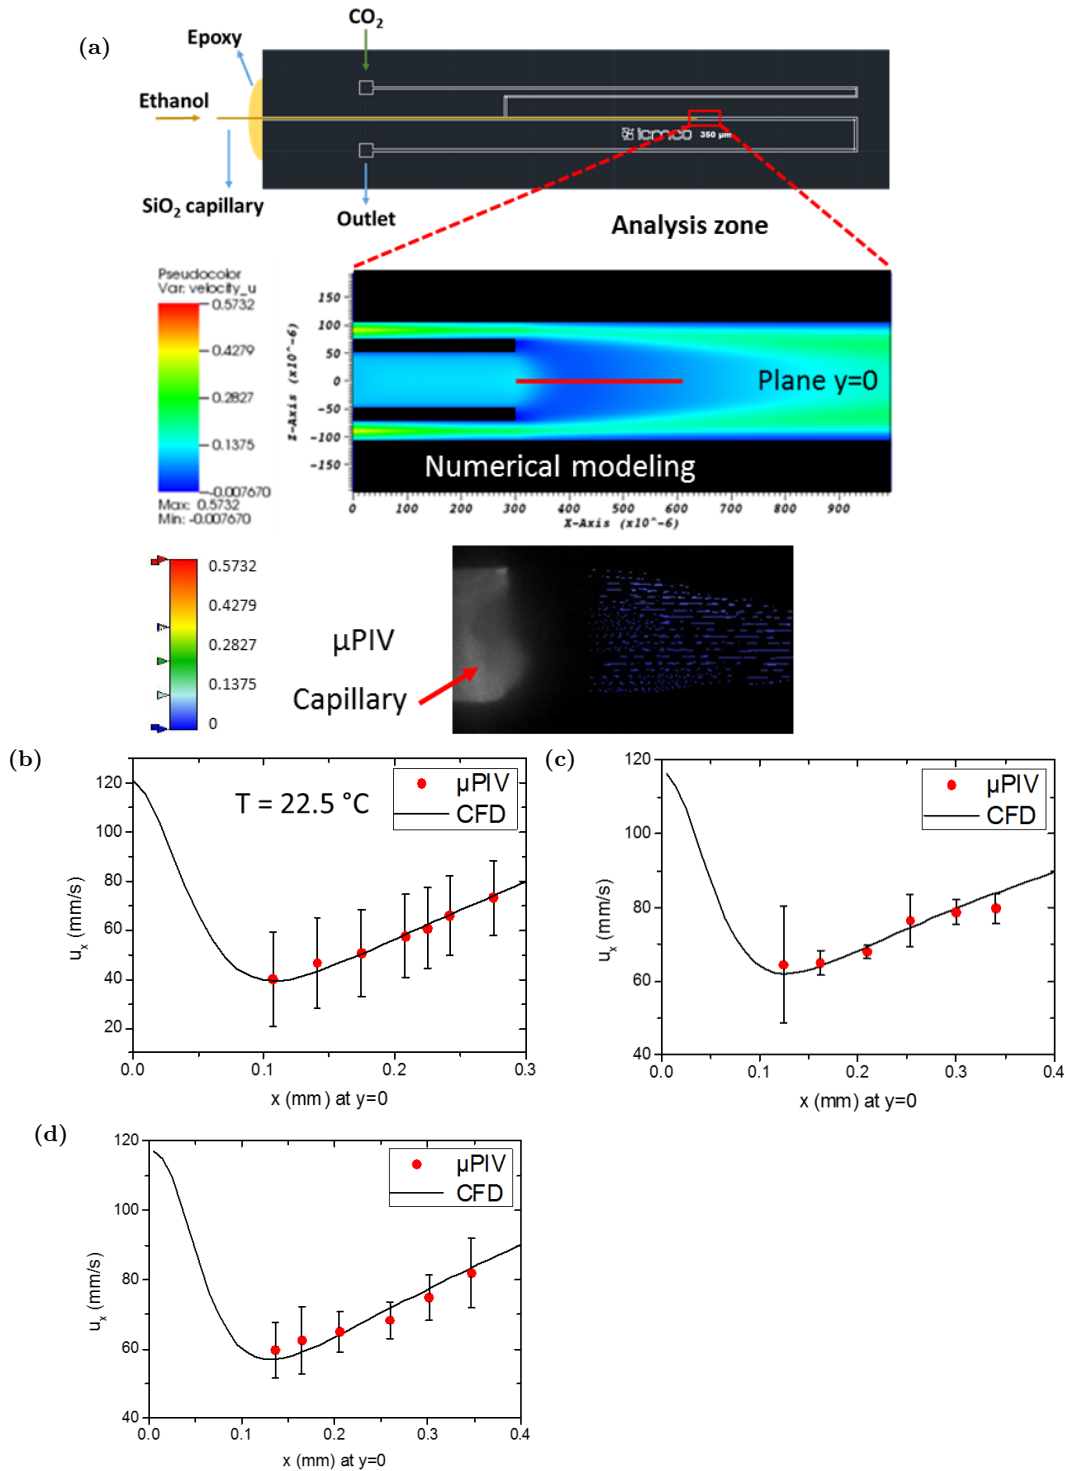 (a)
CO2
Epoxy
Ethanol
SiO2 capillary
Outlet
icmcb 350 µm
Analysis zone
Pseudocolor
Var: velocity_u
0.5732
0.4279
0.2827
0.1375
-0.007670
Max: 0.5732
Min: -0.007670
Z-Axis (x10^-6)
150
100
50
0
-50
-100
-150
Plane y=0
Numerical modeling
0 100 200 300 400 500 600 700 800 900
X-Axis (x10^-6)
0.5732
0.4279
0.2827
0.1375
0
µPIV
Capillary
(b)
120
100
80
60
40
20
ux (mm/s)
T = 22.5 °C
µPIV
CFD
0.0 0.1 0.2 0.3
x (mm) at y=0
(c)
120
100
80
60
40
ux (mm/s)
µPIV
CFD
0.0 0.1 0.2 0.3 0.4
x (mm) at y=0
(d)
120
100
80
60
40
ux (mm/s)
µPIV
CFD
0.0 0.1 0.2 0.3 0.4
x (mm) at y=0